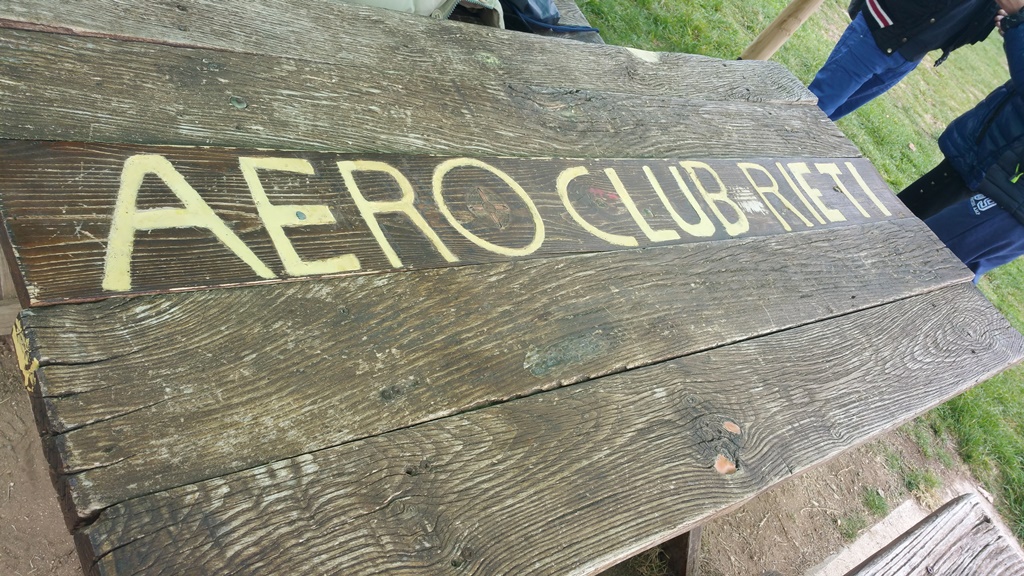 AERO CLUB RIETI